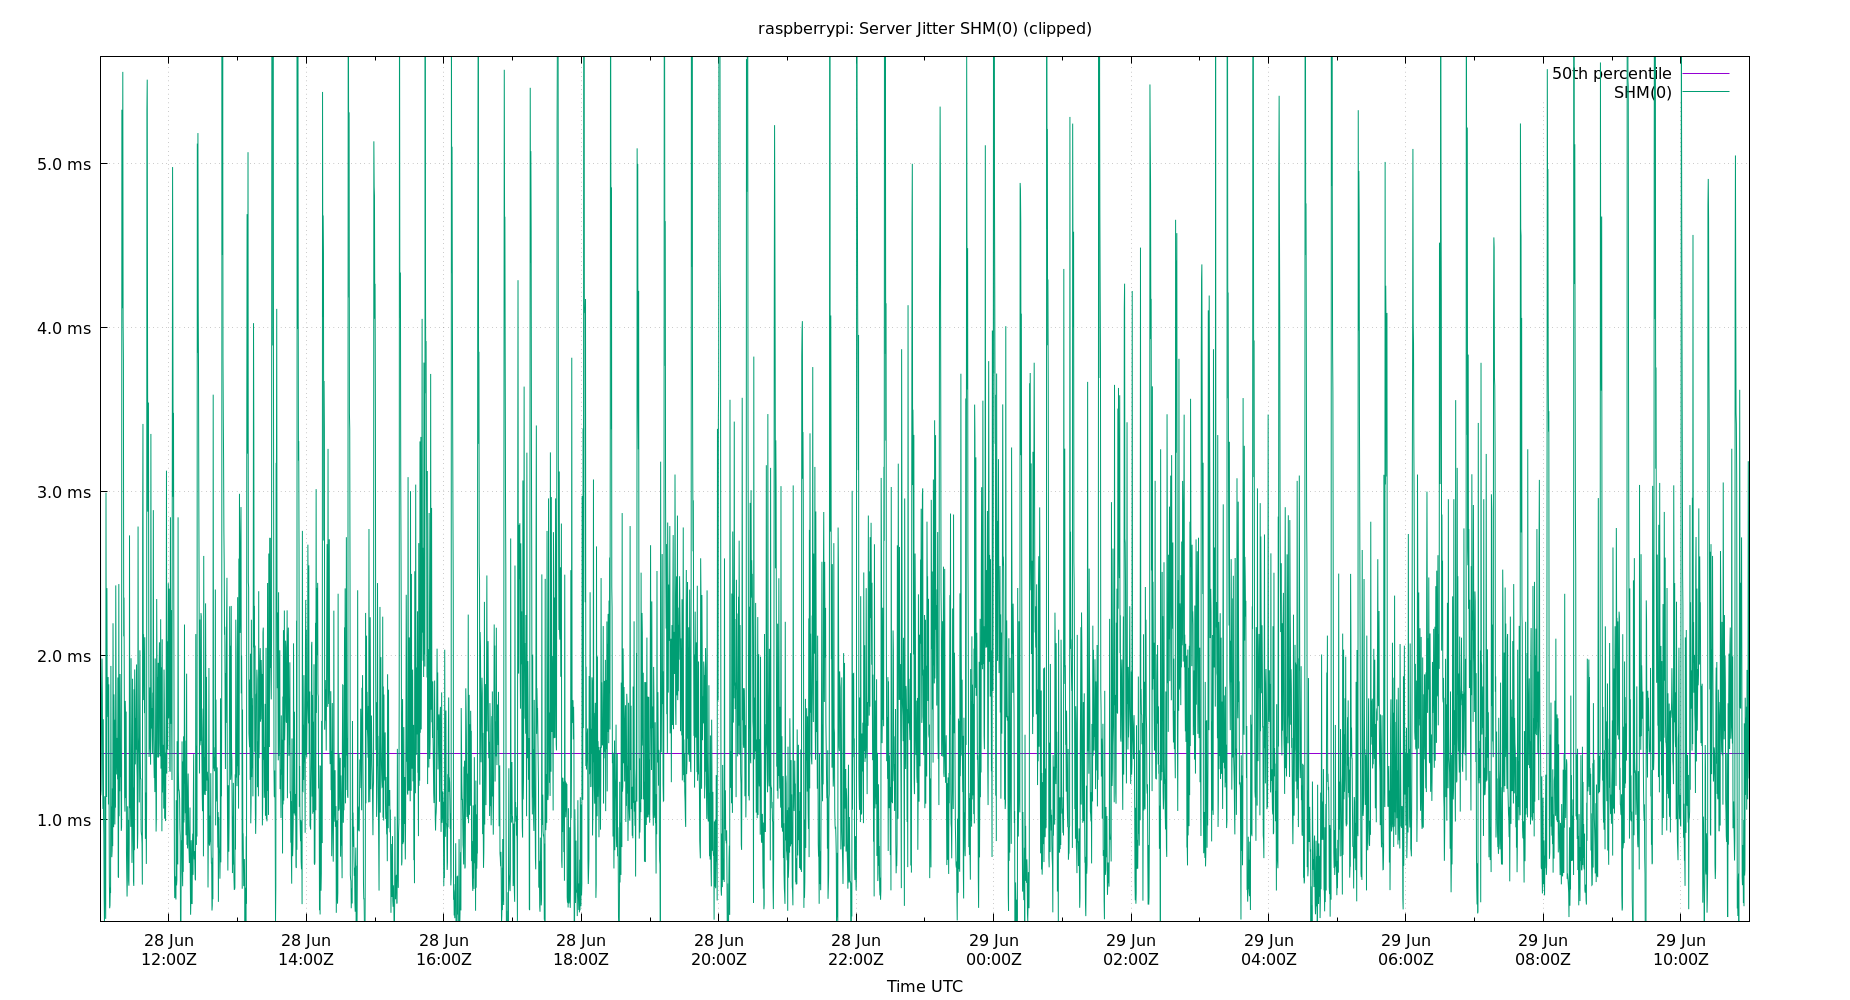 raspberrypi: Server Jitter SHM(0) (clipped)
50th percentile
SHM(0)
5.0 ms
4.0 ms
3.0 ms
2.0 ms
1.0 ms
28 Jun 28 Jun 28 Jun 28 Jun 28 Jun 28 Jun 29 Jun 29 Jun 29 Jun 29 Jun 29 Jun 29 Jun
12:00Z 14:00Z 16:00Z 18:00Z 20:00Z 22:00Z 00:00Z 02:00Z 04:00Z 06:00Z 08:00Z 10:00Z
Time UTC